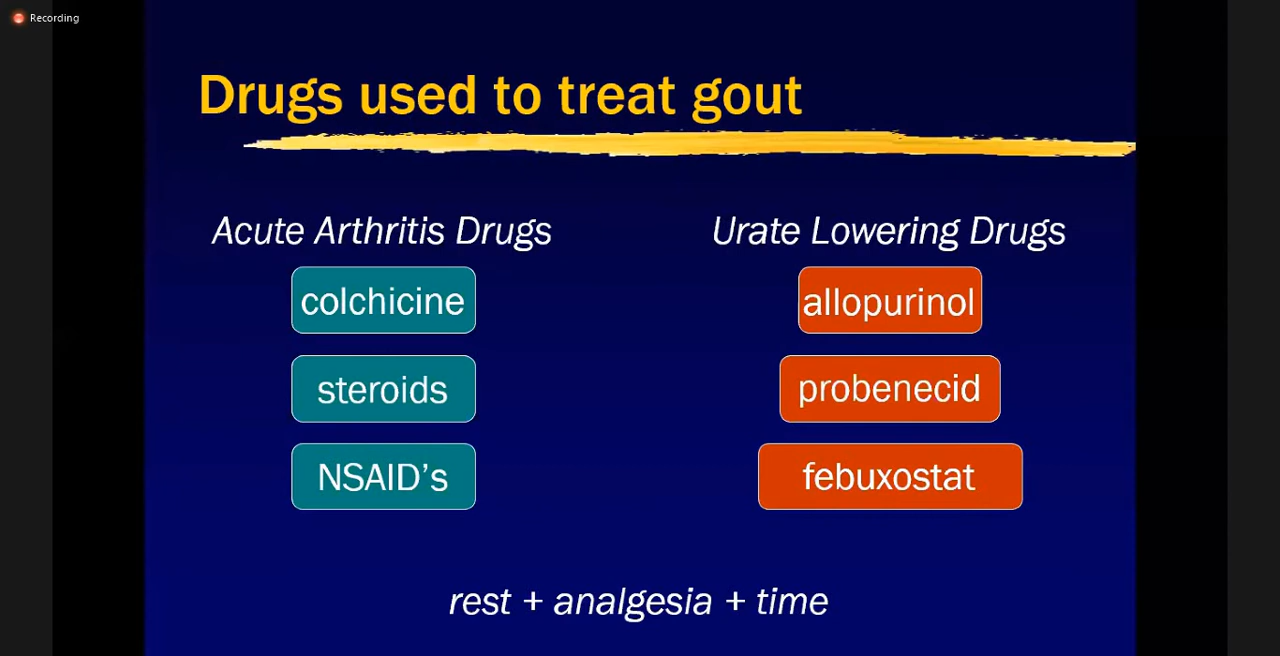 Recording
Drugs used to treat gout
Acute Arthritis Drugs
colchicine
steroids
NSAID's
Urate Lowering Drugs
allopurinol
probenecid
febuxostat
rest + analgesia + time